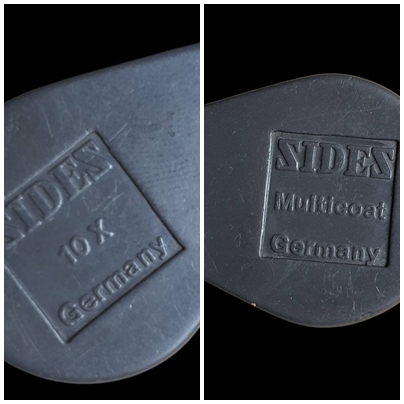 SIDES
10 X
Germany
SIDES
Multicoat
Germany